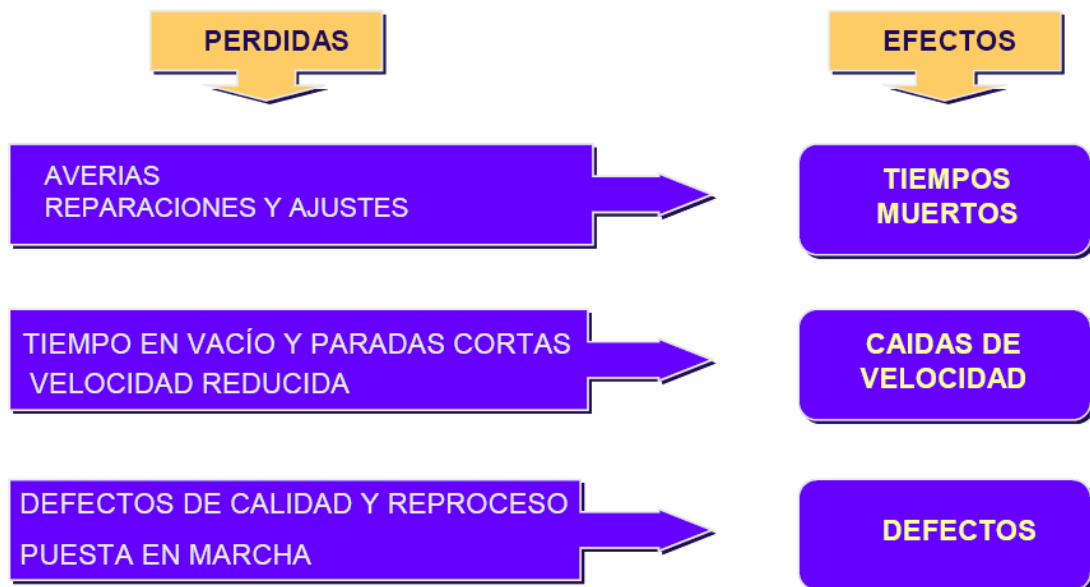 PERDIDAS
EFECTOS
AVERIAS
REPARACIONES Y AJUSTES
TIEMPOS
MUERTOS
TIEMPO EN VACÍO Y PARADAS CORTAS
VELOCIDAD REDUCIDA
CAIDAS DE
VELOCIDAD
DEFECTOS DE CALIDAD Y REPROCESO
PUESTA EN MARCHA
DEFECTOS